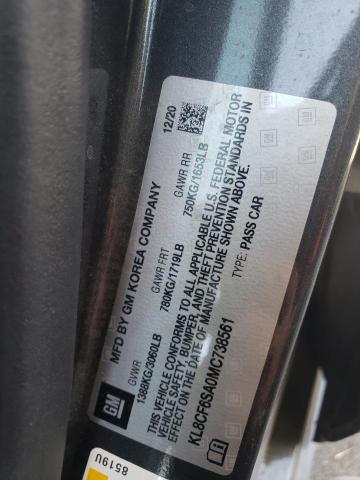 MFD BY GM KOREA COMPANY
12/20
GVWR
GAWR FRT
GAWR RR
1388KG/3060LB
780KG/1719LB
750KG/1653LB
THIS VEHICLE CONFORMS TO ALL APPLICABLE U.S. FEDERAL MOTOR
VEHICLE SAFETY, BUMPER, AND THEFT PREVENTION STANDARDS IN
EFFECT ON THE DATE OF MANUFACTURE SHOWN ABOVE.
KL8CF6SA0MC738561
TYPE: PASS CAR
GM
8519U